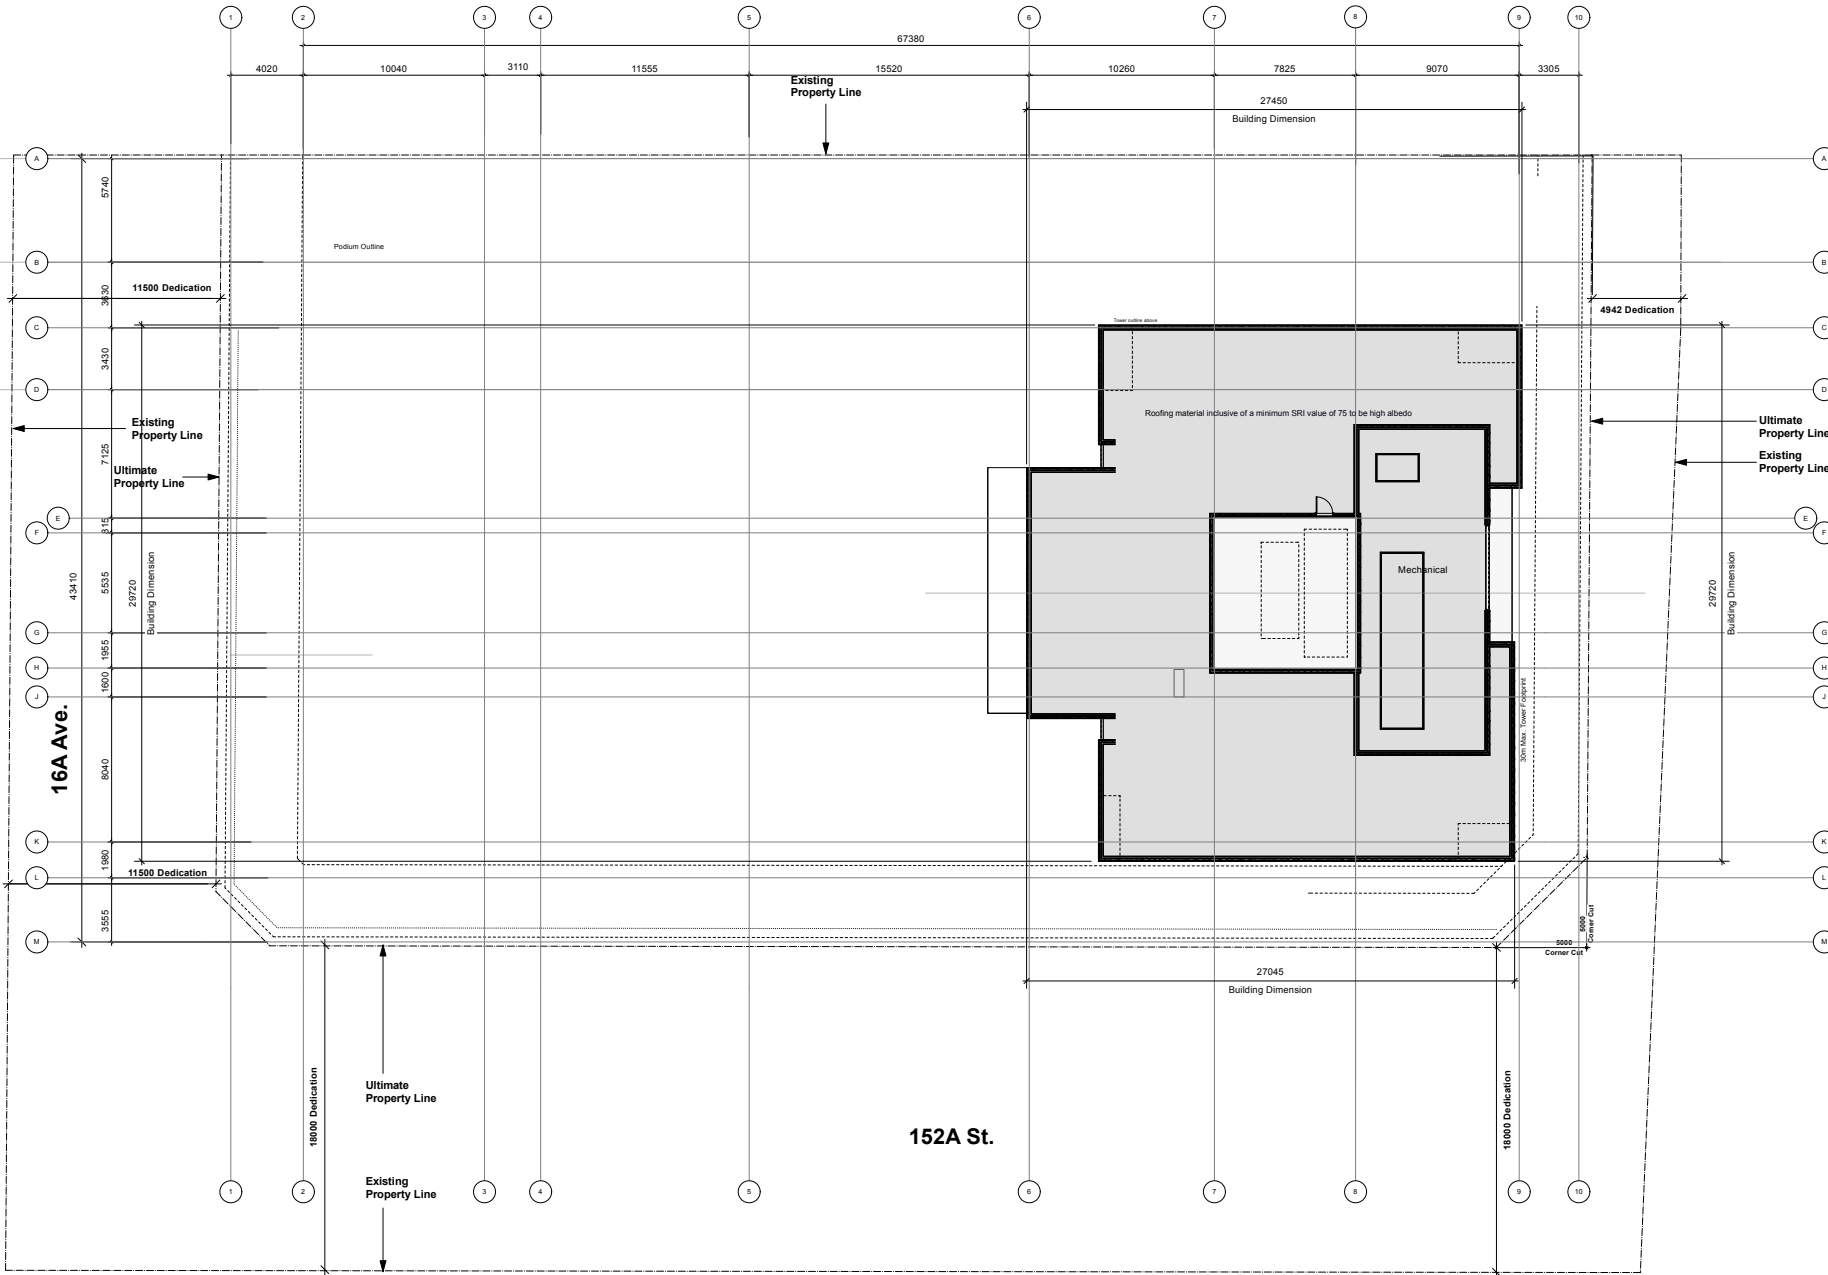 1 2 3 4 5 6 7 8 9 10
67380
4020 10040 3110 11555 15520 10260 7825 9070 3305
Existing
Property Line
27450
Building Dimension
A A
5740
Podium Outline
B B
11500 Dedication
3630
4942 Dedication
Tower outline above
C C
3430
D D
Roofing material inclusive of a minimum SRI value of 75 to be high albedo
Existing
Property Line
Ultimate
Property Line
7125
Ultimate
Property Line
Existing
Property Line
E E
815
F F
43410
5535
29720
Building Dimension
Mechanical
29720
Building Dimension
G G
1955
H H
1600
J J
16A Ave.
30m Max. Tower Footprint
8040
K K
1980
11500 Dedication
L L
3555
5000
Corner Cut
M M
5000
Corner Cut
27045
Building Dimension
18000 Dedication
Ultimate
Property Line
18000 Dedication
152A St.
Existing
Property Line
1 2 3 4 5 6 7 8 9 10